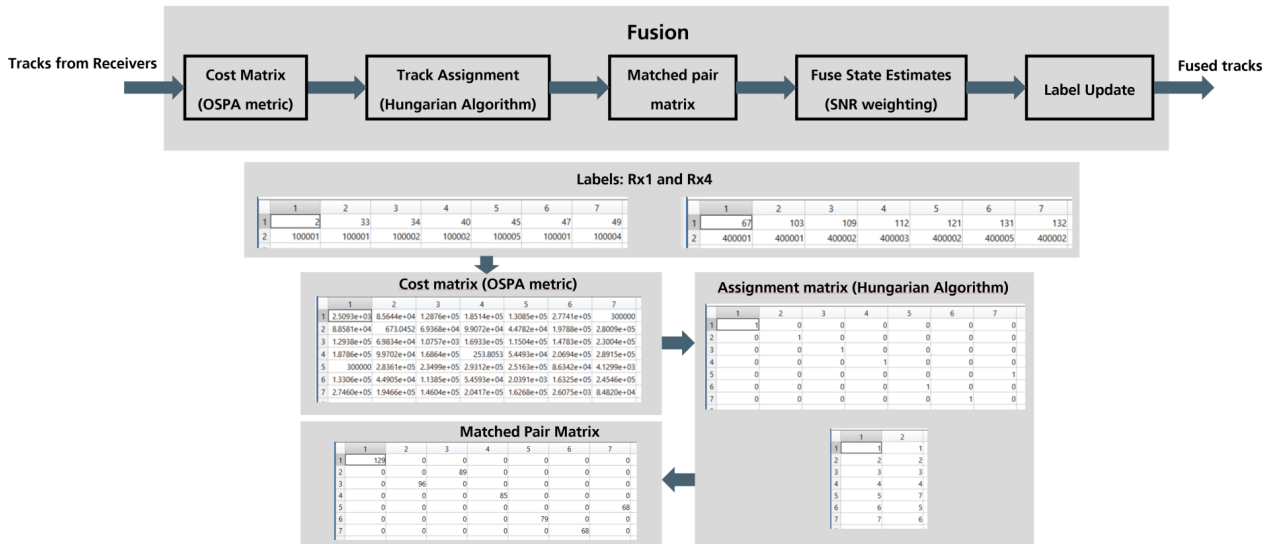 Fusion
Tracks from Receivers
Cost Matrix
(OSPA metric)
Track Assignment
(Hungarian Algorithm)
Matched pair
matrix
Fuse State Estimates
(SNR weighting)
Label Update
Fused tracks
Labels: Rx1 and Rx4
1 2 3 4 5 6 7
1 2 33 34 40 45 47 49
2 100001 100001 100002 100002 100005 100001 100004
1 2 3 4 5 6 7
1 67 103 109 112 121 131 132
2 400001 400001 400002 400003 400002 400005 400002
Cost matrix (OSPA metric)
1 2 3 4 5 6 7
1 2.5093e+03 8.5644e+04 1.2876e+05 1.8514e+05 1.3085e+05 2.7741e+05 300000
2 8.8581e+04 673.0452 6.9368e+04 9.9072e+04 4.4782e+04 1.9788e+05 2.8009e+05
3 1.2938e+05 6.9834e+04 1.0757e+03 1.6933e+05 1.1504e+05 1.4783e+05 2.3004e+05
4 1.8786e+05 9.9702e+04 1.6864e+05 253.8053 5.4493e+04 2.0694e+05 2.8915e+05
5 300000 2.8361e+05 2.3499e+05 2.9312e+05 2.5163e+05 8.6342e+04 4.1299e+03
6 1.3306e+05 4.4905e+04 1.1385e+05 5.4593e+04 2.0391e+03 1.6325e+05 2.4546e+05
7 2.7460e+05 1.9466e+05 1.4604e+05 2.0417e+05 1.6268e+05 2.6075e+03 8.4820e+04
Assignment matrix (Hungarian Algorithm)
1 2 3 4 5 6 7
1 1 0 0 0 0 0 0
2 0 1 0 0 0 0 0
3 0 0 1 0 0 0 0
4 0 0 0 1 0 0 0
5 0 0 0 0 0 0 1
6 0 0 0 0 1 0 0
7 0 0 0 0 0 1 0
1 2
1 1 1
2 2 2
3 3 3
4 4 4
5 5 7
6 6 5
7 7 6
Matched Pair Matrix
1 2 3 4 5 6 7
1 129 0 0 0 0 0 0
2 0 0 89 0 0 0 0
3 0 96 0 0 0 0 0
4 0 0 0 85 0 0 0
5 0 0 0 0 0 0 68
6 0 0 0 0 79 0 0
7 0 0 0 0 0 68 0